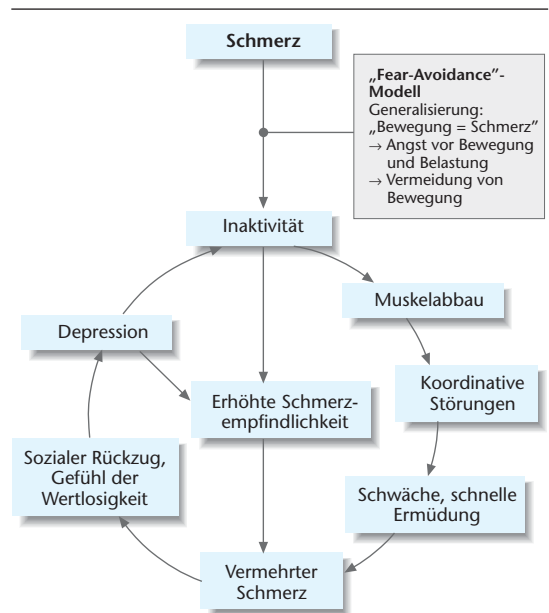 Schmerz
„Fear-Avoidance”-
Modell
Generalisierung:
„Bewegung = Schmerz”
→ Angst vor Bewegung
und Belastung
→ Vermeidung von
Bewegung
Inaktivität
Muskelabbau
Depression
Koordinative
Störungen
Erhöhte Schmerz-
empfindlichkeit
Sozialer Rückzug,
Gefühl der
Wertlosigkeit
Schwäche, schnelle
Ermüdung
Vermehrter
Schmerz